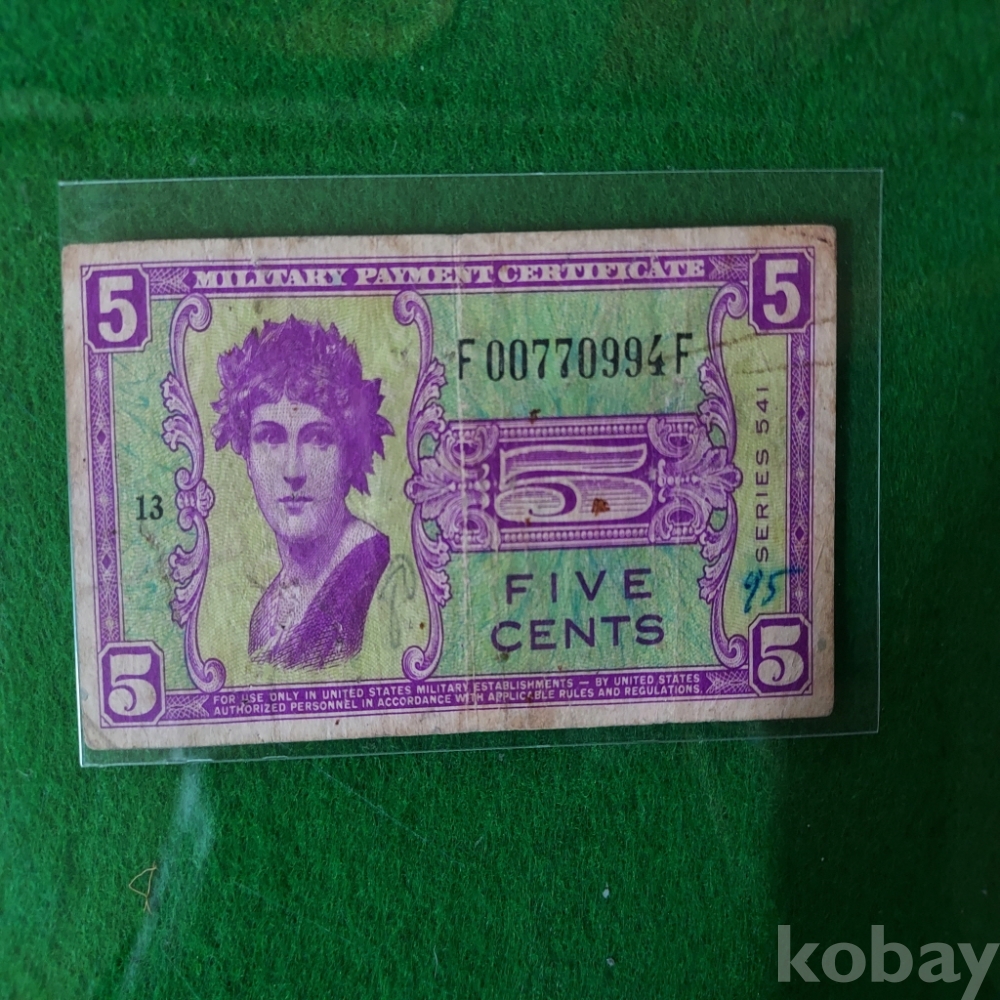 5 MILITARY PAYMENT CERTIFICATE 5
F00770994F
13
5
SERIES 541
FIVE
CENTS
95
5 5
FOR USE ONLY IN UNITED STATES MILITARY ESTABLISHMENTS — BY UNITED STATES
AUTHORIZED PERSONNEL IN ACCORDANCE WITH APPLICABLE RULES AND REGULATIONS.
kobay